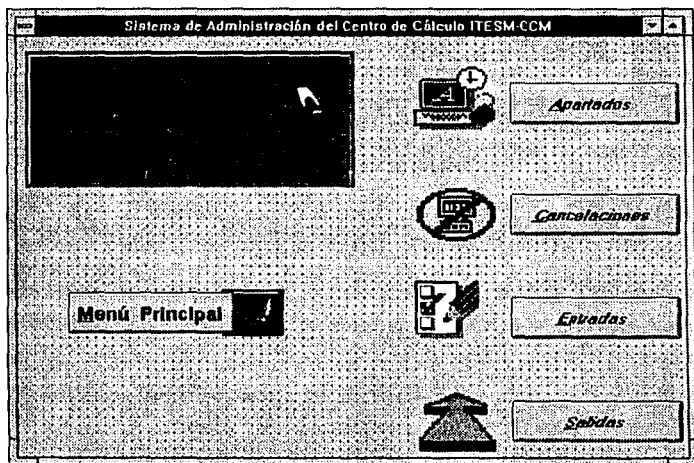 Sistema de Administración del Centro de Cálculo ITESM-CCM
Apartados
Cancelaciones
Menú Principal
Entradas
Salidas